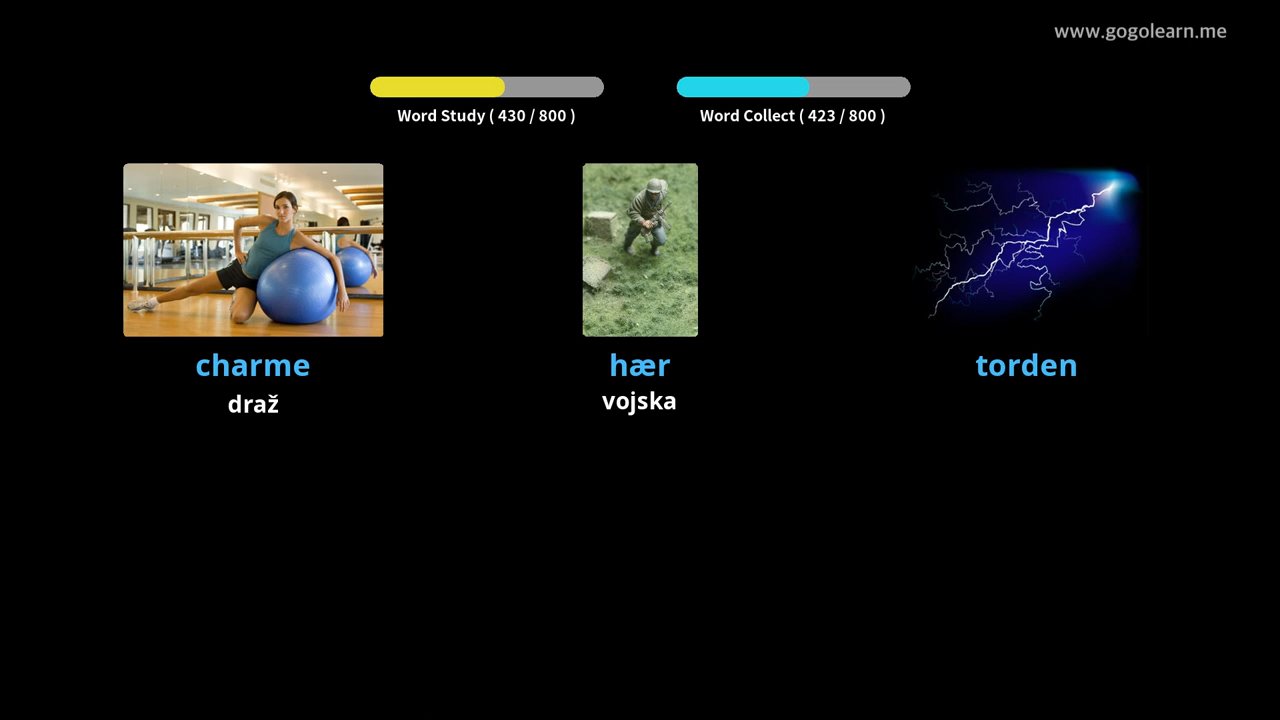 www.gogolearn.me
Word Study ( 430 / 800 )
Word Collect ( 423 / 800 )
charme
hær
torden
draž
vojska